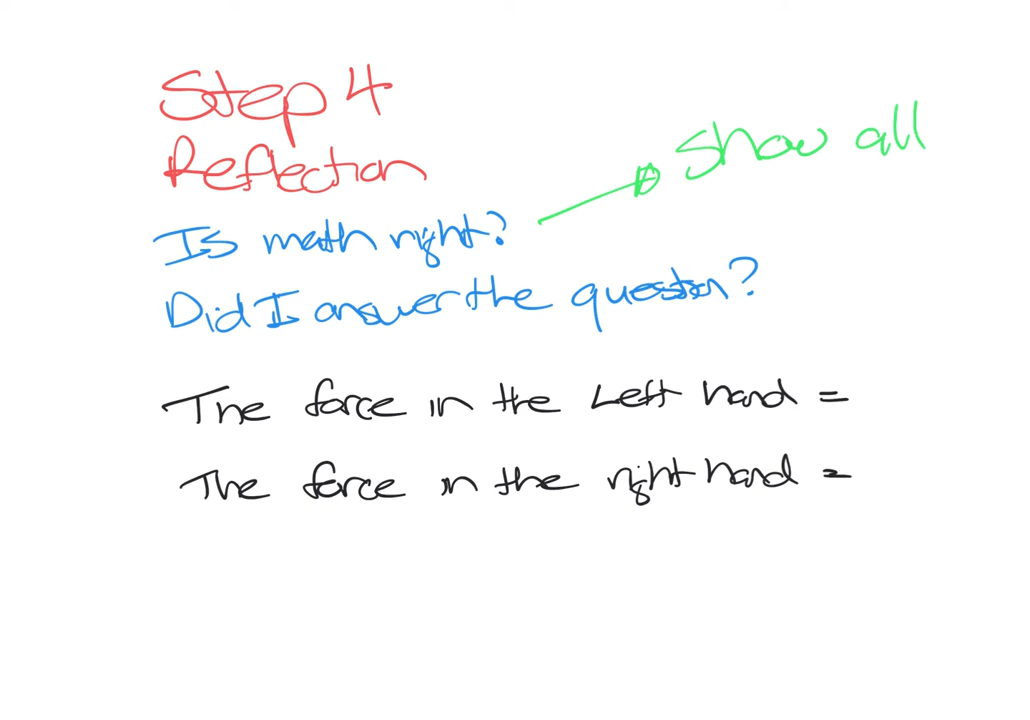 Step 4
Reflection
Show all
Is math right?
Did I answer the question?
The force in the Left hand =
The force in the right hand =